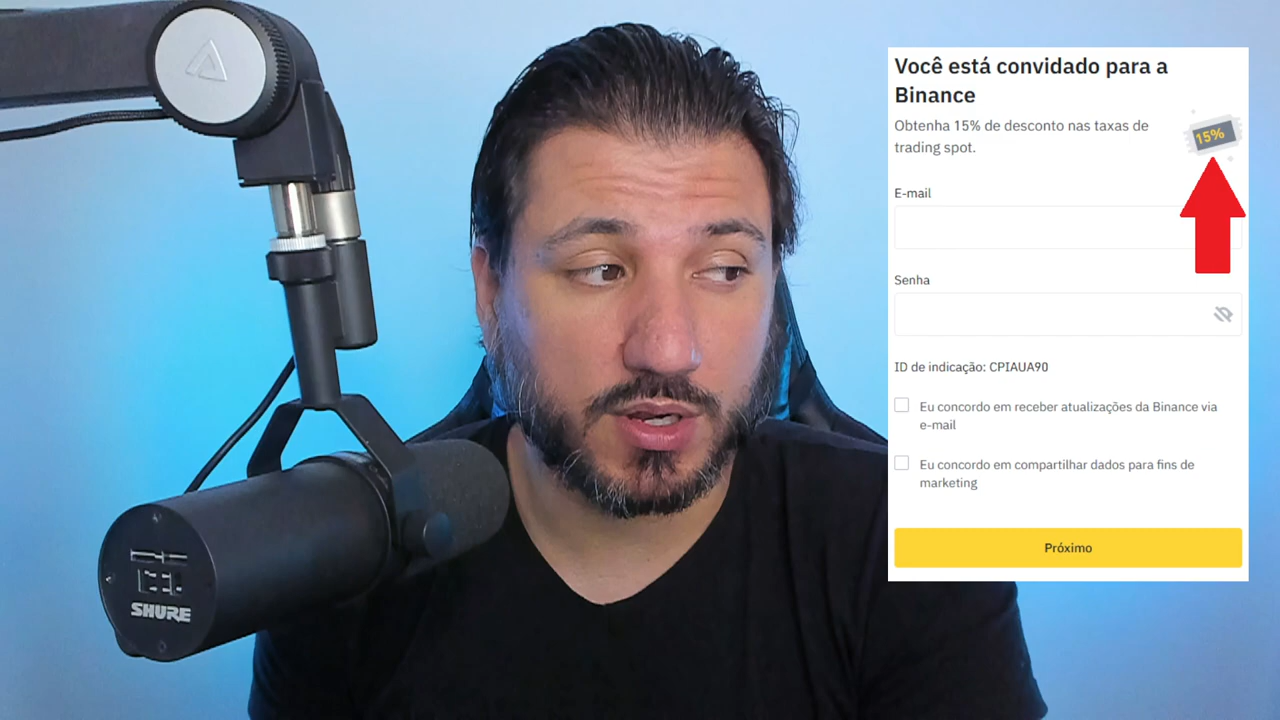 Você está convidado para a
Binance
Obtenha 15% de desconto nas taxas de
trading spot.
15%
E-mail
Senha
ID de indicação: CPIAUA90
Eu concordo em receber atualizações da Binance via
e-mail
Eu concordo em compartilhar dados para fins de
marketing
Próximo
SHURE